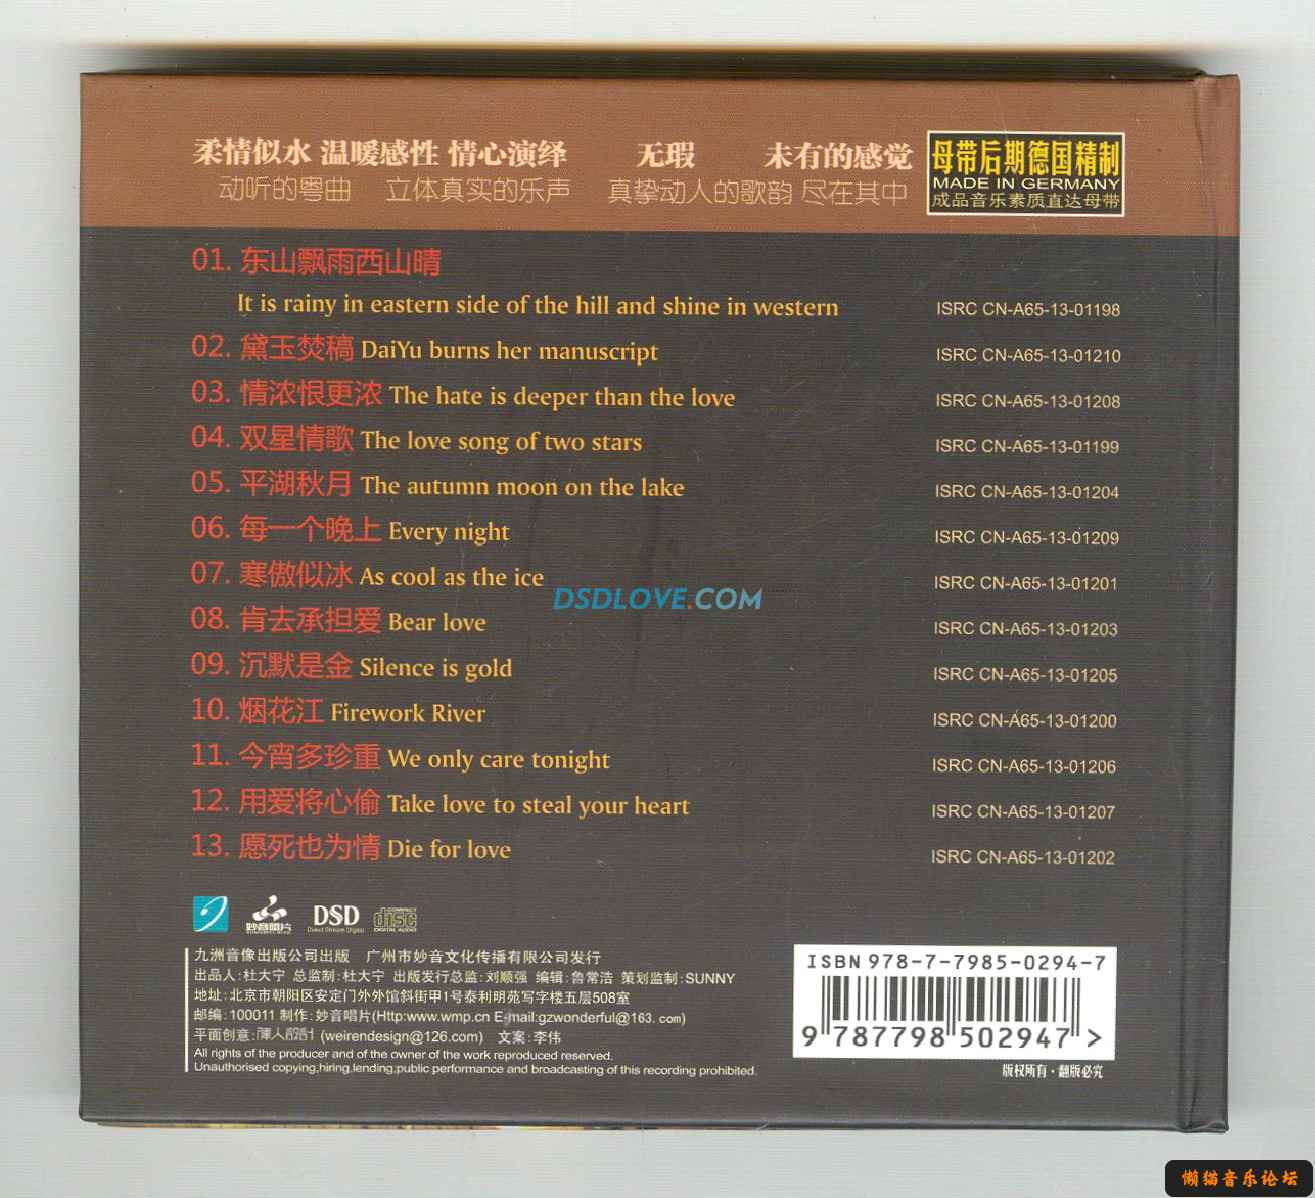 柔情似水 温暖感性 情心演绎 无瑕 未有的感觉
动听的粤曲 立体真实的乐声 真挚动人的歌韵 尽在其中
母带后期德国精制
MADE IN GERMANY
成品音乐素质直达母带
01. 东山飘雨西山晴
It is rainy in eastern side of the hill and shine in western ISRC CN-A65-13-01198
02. 黛玉焚稿 DaiYu burns her manuscript ISRC CN-A65-13-01210
03. 情浓恨更浓 The hate is deeper than the love ISRC CN-A65-13-01208
04. 双星情歌 The love song of two stars ISRC CN-A65-13-01199
05. 平湖秋月 The autumn moon on the lake ISRC CN-A65-13-01204
06. 每一个晚上 Every night ISRC CN-A65-13-01209
07. 寒傲似冰 As cool as the ice ISRC CN-A65-13-01201
DSDLOVE.COM
08. 肯去承担爱 Bear love ISRC CN-A65-13-01203
09. 沉默是金 Silence is gold ISRC CN-A65-13-01205
10. 烟花江 Firework River ISRC CN-A65-13-01200
11. 今宵多珍重 We only care tonight ISRC CN-A65-13-01206
12. 用爱将心偷 Take love to steal your heart ISRC CN-A65-13-01207
13. 愿死也为情 Die for love ISRC CN-A65-13-01202
妙音唱片
DSD
Direct Stream Digital
COMPACT
disc
DIGITAL AUDIO
九洲音像出版公司出版 广州市妙音文化传播有限公司发行
出品人:杜大宁 总监制:杜大宁 出版发行总监:刘顺强 编辑:鲁常浩 策划监制:SUNNY
地址:北京市朝阳区安定门外外馆斜街甲1号泰利明苑写字楼五层508室
邮编:100011 制作:妙音唱片(Http:www.wmp.cn E-mail:gzwonderful@163. com)
平面创意: (weirendesign@126.com) 文案:李伟
All rights of the producer and of the owner of the work reproduced reserved.
Unauthorised copying,hiring,lending,public performance and broadcasting of this recording prohibited.
ISBN 978-7-7985-0294-7
9 787798 502947 >
版权所有·翻版必究
懒猫音乐论坛